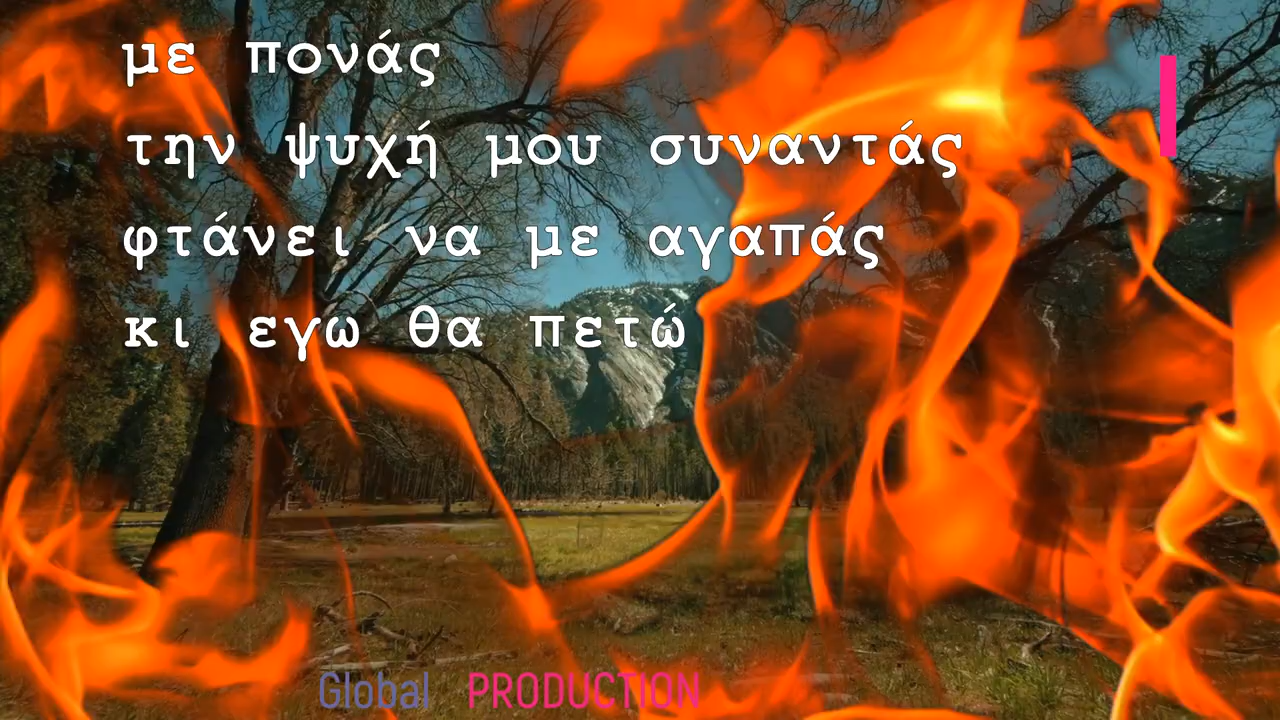 με πονάς
την ψυχή μου συναντάς
φτάνει να με αγαπάς
κι εγω θα πετώ
Global PRODUCTION